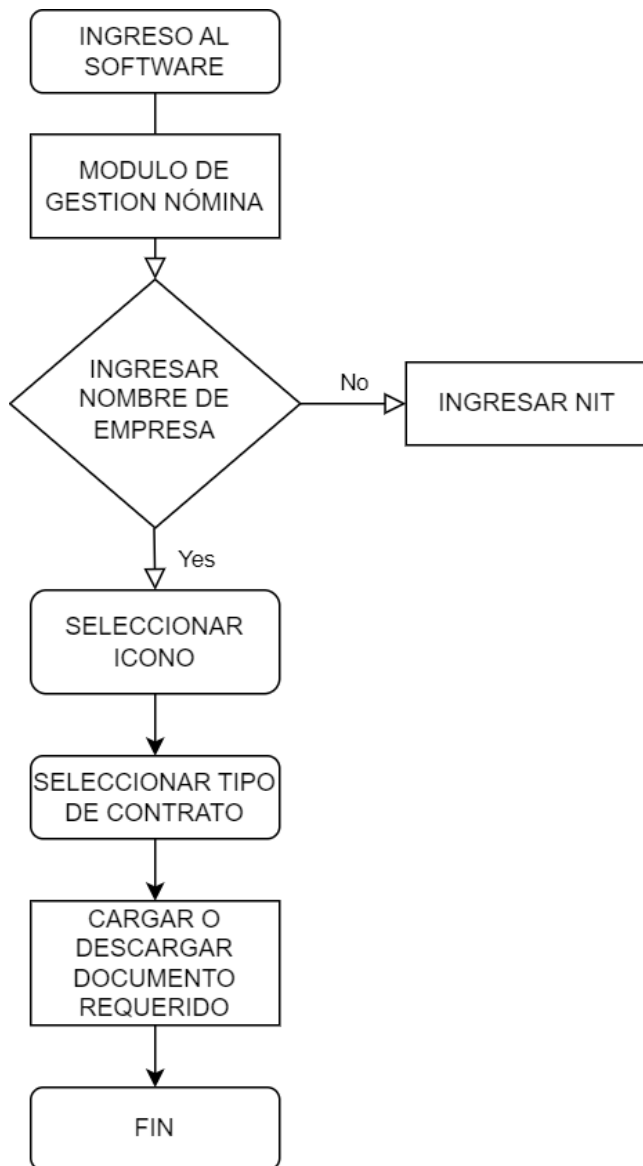 INGRESO AL
SOFTWARE
MODULO DE
GESTION NÓMINA
INGRESAR
NOMBRE DE
EMPRESA
No
INGRESAR NIT
Yes
SELECCIONAR
ICONO
SELECCIONAR TIPO
DE CONTRATO
CARGAR O
DESCARGAR
DOCUMENTO
REQUERIDO
FIN